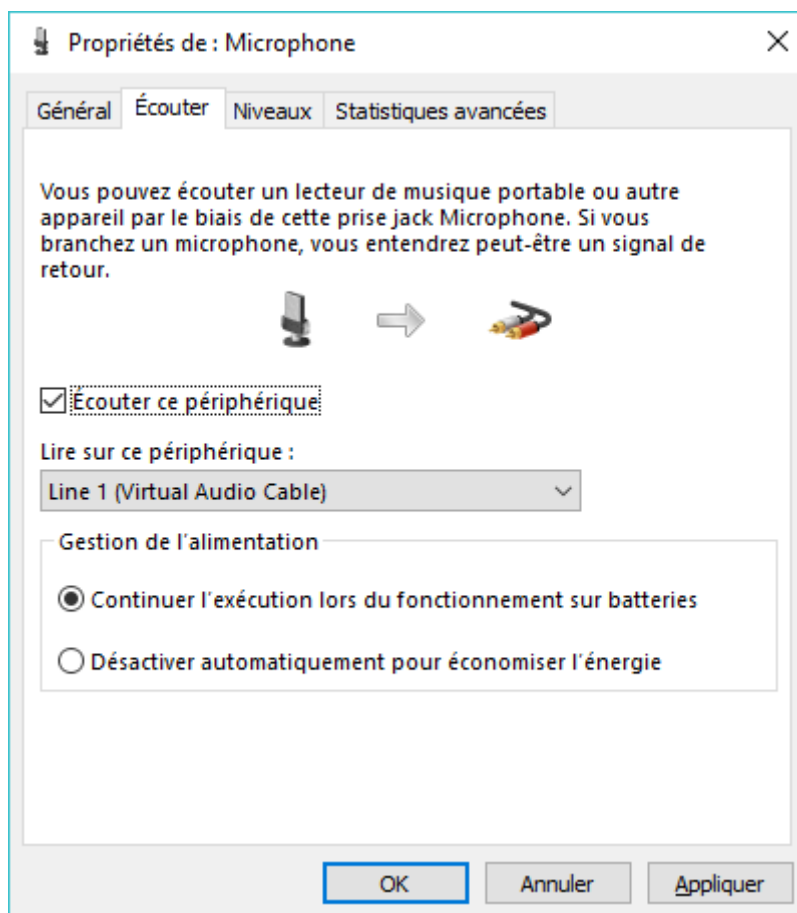 Propriétés de : Microphone
Général Écouter Niveaux Statistiques avancées
Vous pouvez écouter un lecteur de musique portable ou autre
appareil par le biais de cette prise jack Microphone. Si vous
branchez un microphone, vous entendrez peut-être un signal de
retour.
Écouter ce périphérique
Lire sur ce périphérique :
Line 1 (Virtual Audio Cable)
Gestion de l'alimentation
Continuer l'exécution lors du fonctionnement sur batteries
Désactiver automatiquement pour économiser l'énergie
OK Annuler Appliquer